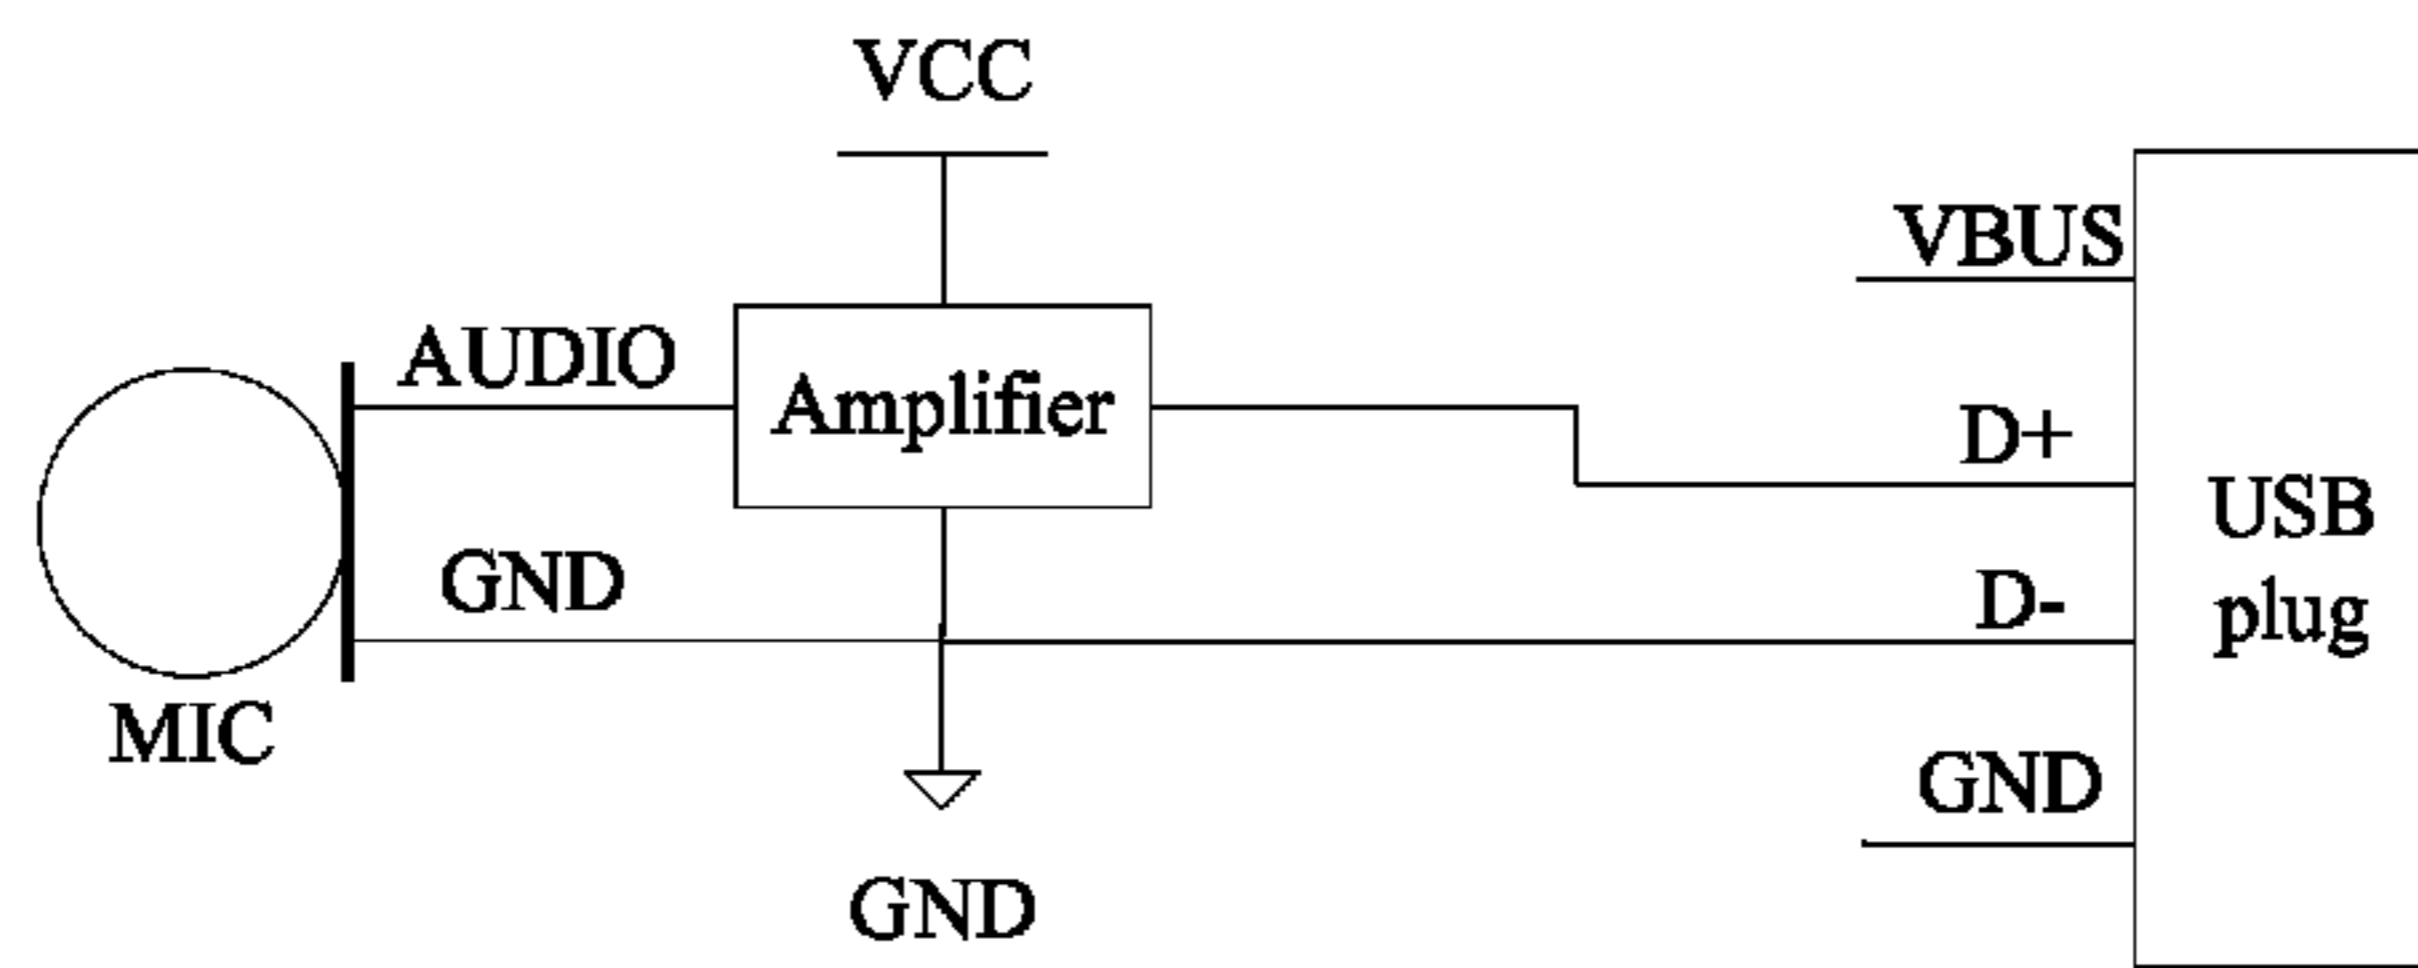 VCC
VBUS
AUDIO
Amplifier
D+
USB
plug
GND
D-
MIC
GND
GND